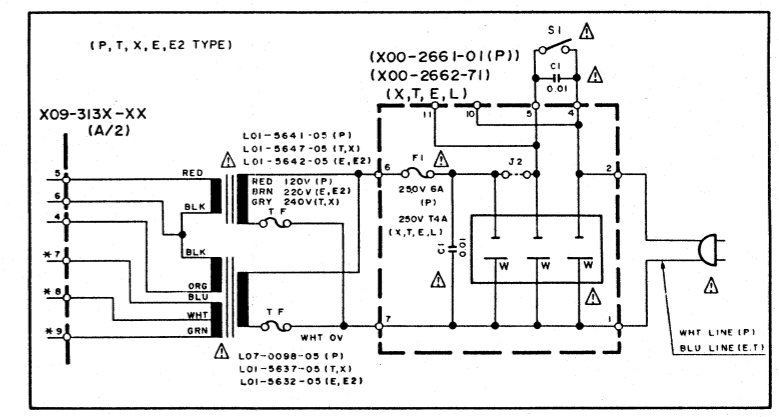 (P, T, X, E, E2 TYPE)
S1
(X00-2661-01(P))
(X00-2662-71)
(X,T,E,L)
C1
0.01
X09-313X-XX
(A/2)
11
10
5
4
L01-5641-05 (P)
L01-5647-05 (T,X)
L01-5642-05 (E,E2)
5
RED
6
BLK
4
BLK
*7
ORG
BLU
*8
WHT
*9
GRN
RED 120V (P)
BRN 220V (E,E2)
GRY 240V (T,X)
T F
T F
WHT 0V
6
F1
250V 6A
(P)
250V T4A
(X,T,E,L)
J2
2
C1
0.01
W
W
W
7
1
WHT LINE (P)
BLU LINE (E,T)
L07-0098-05 (P)
L01-5637-05 (T,X)
L01-5632-05 (E,E2)